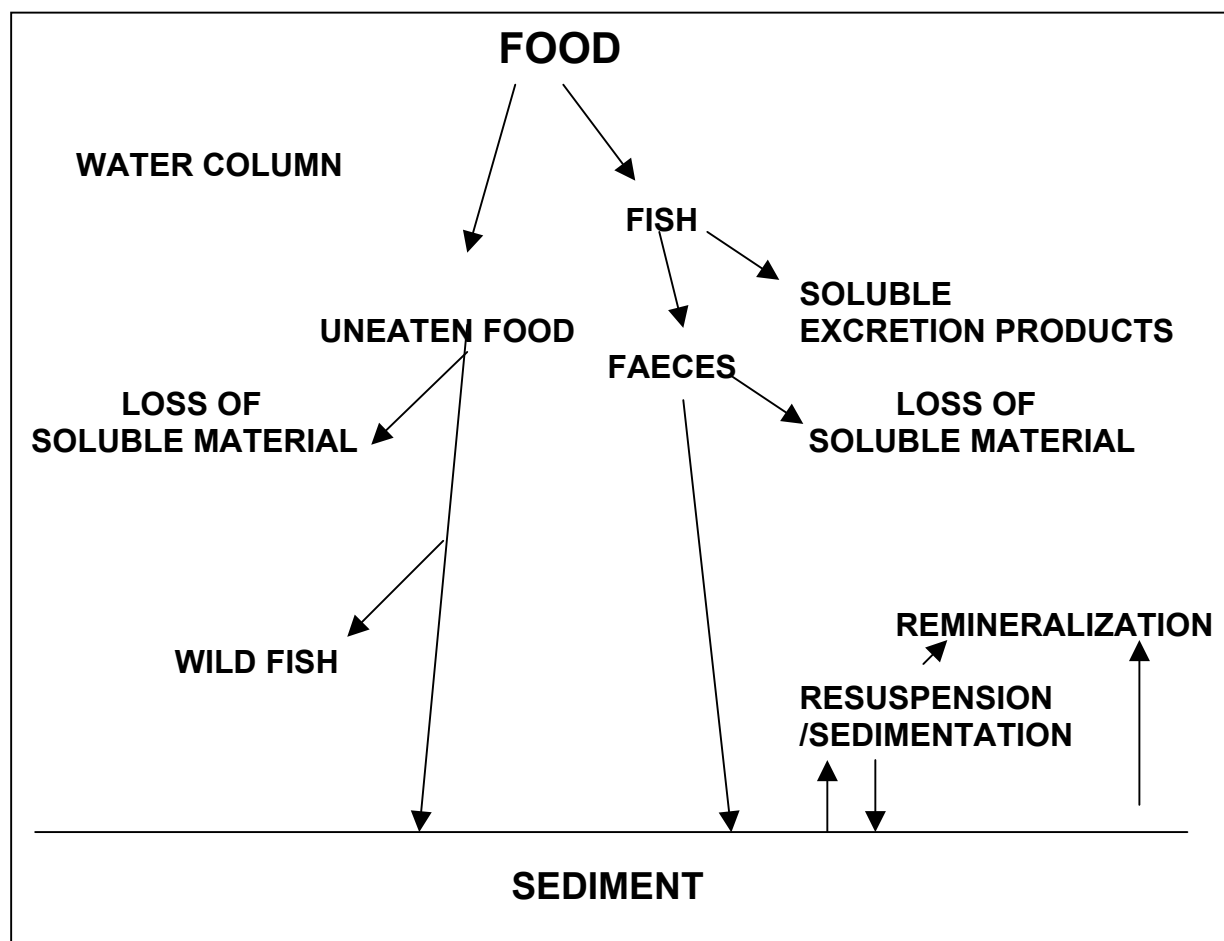 FOOD
WATER COLUMN
FISH
SOLUBLE
EXCRETION PRODUCTS
UNEATEN FOOD
FAECES
LOSS OF
SOLUBLE MATERIAL
LOSS OF
SOLUBLE MATERIAL
WILD FISH
REMINERALIZATION
RESUSPENSION
/SEDIMENTATION
SEDIMENT